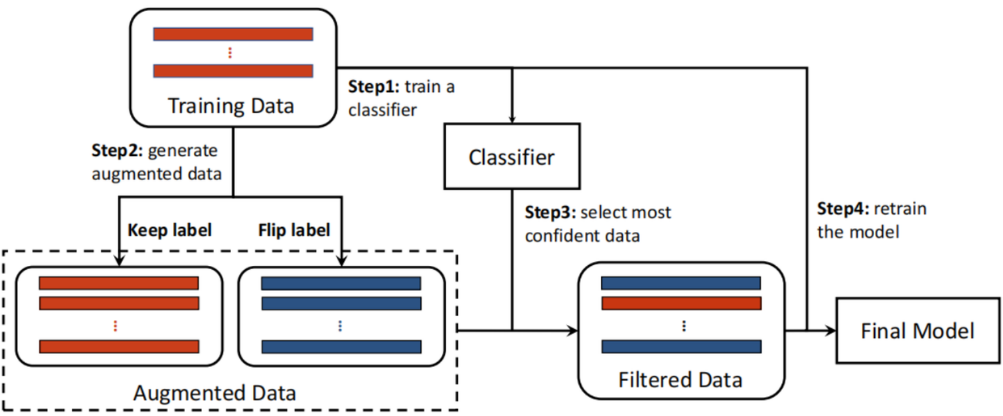 Training Data
Step1: train a
classifier
Step2: generate
augmented data
Classifier
Keep label
Flip label
Step3: select most
confident data
Step4: retrain
the model
Augmented Data
Filtered Data
Final Model